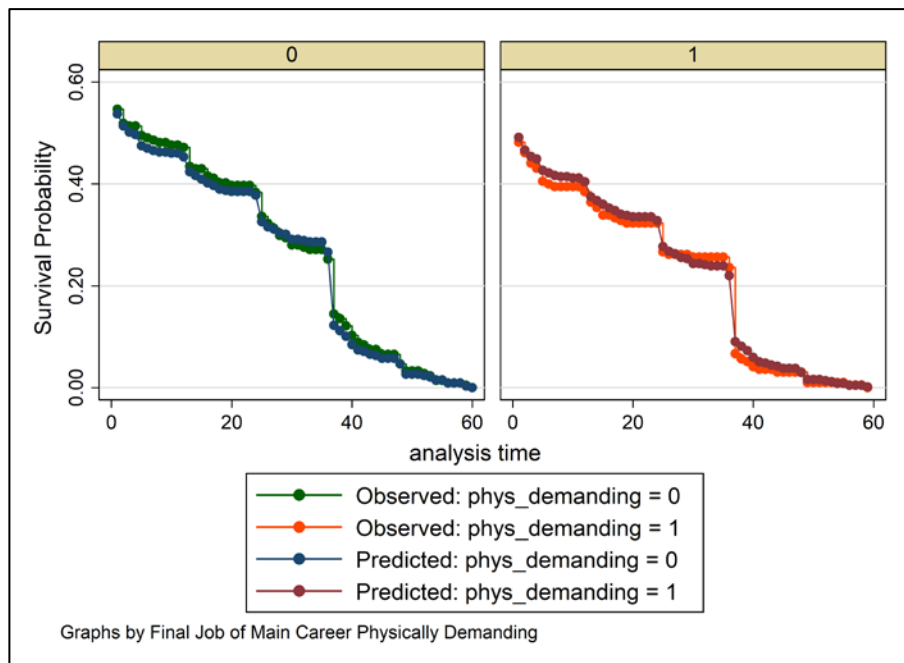 0
1
0.60
0.40
0.20
0.00
Survival Probability
0 20 40 60
0 20 40 60
analysis time
Observed: phys_demanding = 0
Observed: phys_demanding = 1
Predicted: phys_demanding = 0
Predicted: phys_demanding = 1
Graphs by Final Job of Main Career Physically Demanding